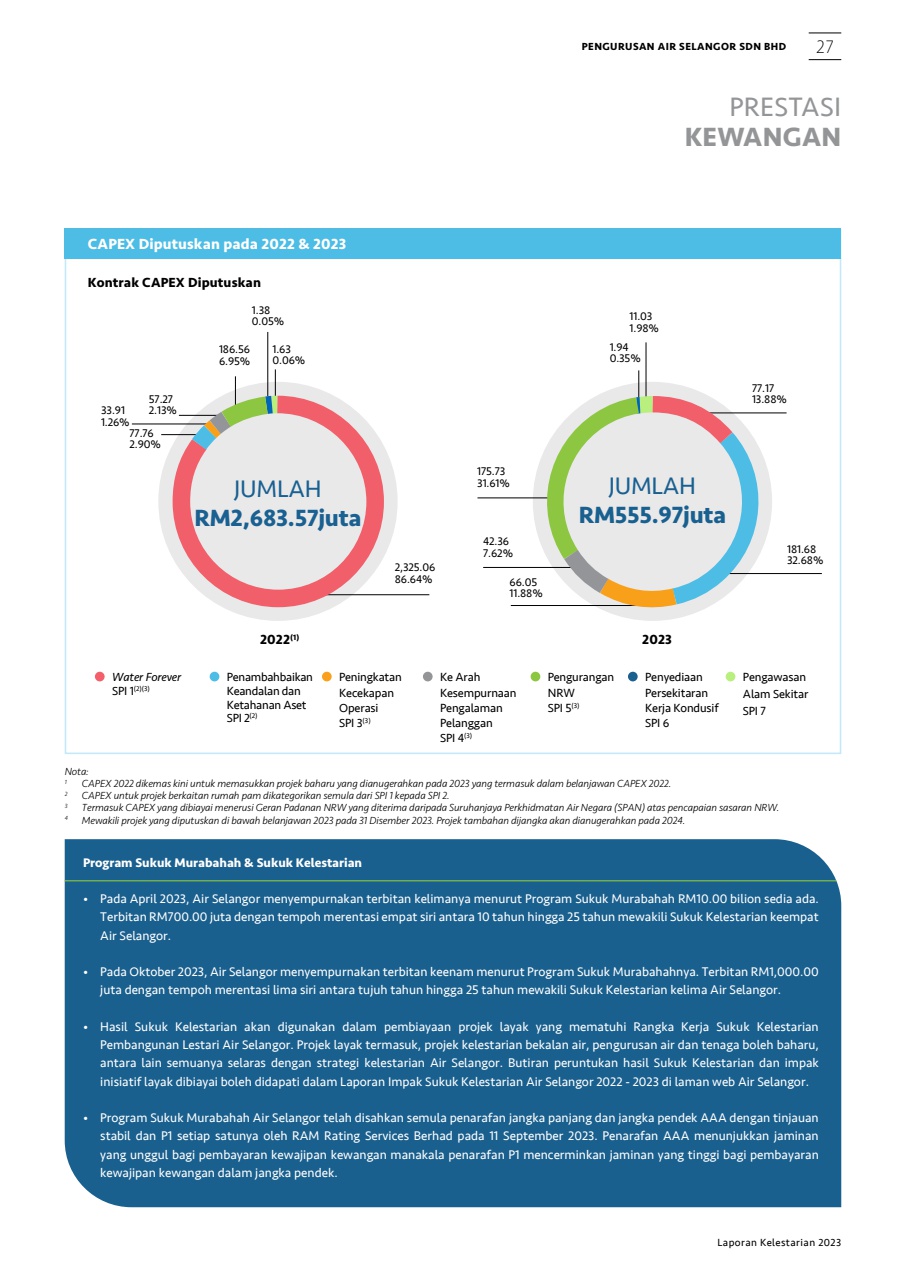 PENGURUSAN AIR SELANGOR SDN BHD 27
PRESTASI
KEWANGAN
CAPEX Diputuskan pada 2022 & 2023
Kontrak CAPEX Diputuskan
1.38
0.05%
186.56
6.95%
1.63
0.06%
57.27
2.13%
33.91
1.26%
77.76
2.90%
JUMLAH
RM2,683.57juta
2,325.06
86.64%
2022(1)
11.03
1.98%
1.94
0.35%
77.17
13.88%
175.73
31.61%
JUMLAH
RM555.97juta
42.36
7.62%
181.68
32.68%
66.05
11.88%
2023
Water Forever
SPI 1(2)(3)
Penambahbaikan
Keandalan dan
Ketahanan Aset
SPI 2(2)
Peningkatan
Kecekapan
Operasi
SPI 3(3)
Ke Arah
Kesempurnaan
Pengalaman
Pelanggan
SPI 4(3)
Pengurangan
NRW
SPI 5(3)
Penyediaan
Persekitaran
Kerja Kondusif
SPI 6
Pengawasan
Alam Sekitar
SPI 7
Nota:
1 CAPEX 2022 dikemas kini untuk memasukkan projek baharu yang dianugerahkan pada 2023 yang termasuk dalam belanjawan CAPEX 2022.
2 CAPEX untuk projek berkaitan rumah pam dikategorikan semula dari SPI 1 kepada SPI 2.
3 Termasuk CAPEX yang dibiayai menerusi Geran Padanan NRW yang diterima daripada Suruhanjaya Perkhidmatan Air Negara (SPAN) atas pencapaian sasaran NRW.
4 Mewakili projek yang diputuskan di bawah belanjawan 2023 pada 31 Disember 2023. Projek tambahan dijangka akan dianugerahkan pada 2024.
Program Sukuk Murabahah & Sukuk Kelestarian
• Pada April 2023, Air Selangor menyempurnakan terbitan kelimanya menurut Program Sukuk Murabahah RM10.00 bilion sedia ada.
Terbitan RM700.00 juta dengan tempoh merentasi empat siri antara 10 tahun hingga 25 tahun mewakili Sukuk Kelestarian keempat
Air Selangor.
• Pada Oktober 2023, Air Selangor menyempurnakan terbitan keenam menurut Program Sukuk Murabahahnya. Terbitan RM1,000.00
juta dengan tempoh merentasi lima siri antara tujuh tahun hingga 25 tahun mewakili Sukuk Kelestarian kelima Air Selangor.
• Hasil Sukuk Kelestarian akan digunakan dalam pembiayaan projek layak yang mematuhi Rangka Kerja Sukuk Kelestarian
Pembangunan Lestari Air Selangor. Projek layak termasuk, projek kelestarian bekalan air, pengurusan air dan tenaga boleh baharu,
antara lain semuanya selaras dengan strategi kelestarian Air Selangor. Butiran peruntukan hasil Sukuk Kelestarian dan impak
inisiatif layak dibiayai boleh didapati dalam Laporan Impak Sukuk Kelestarian Air Selangor 2022 - 2023 di laman web Air Selangor.
• Program Sukuk Murabahah Air Selangor telah disahkan semula penarafan jangka panjang dan jangka pendek AAA dengan tinjauan
stabil dan P1 setiap satunya oleh RAM Rating Services Berhad pada 11 September 2023. Penarafan AAA menunjukkan jaminan
yang unggul bagi pembayaran kewajipan kewangan manakala penarafan P1 mencerminkan jaminan yang tinggi bagi pembayaran
kewajipan kewangan dalam jangka pendek.
Laporan Kelestarian 2023